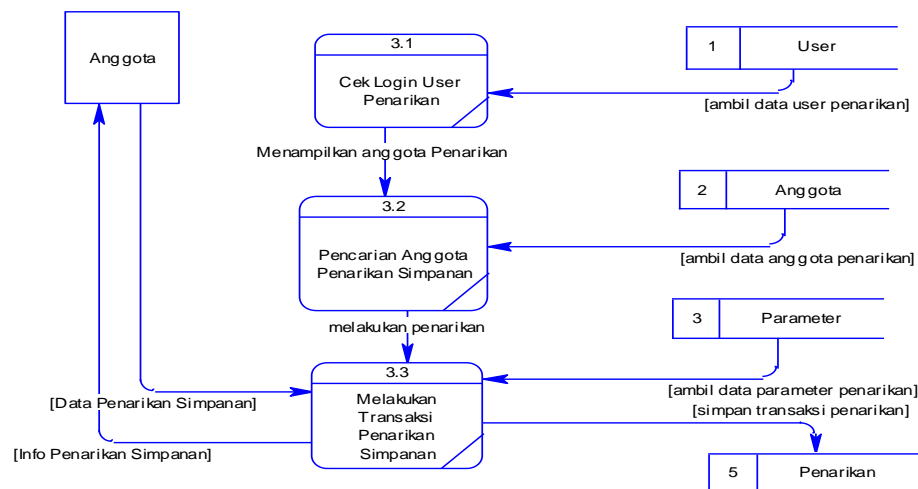 Anggota
3.1
Cek Login User
Penarikan
1
User
[ambil data user penarikan]
Menampilkan anggota Penarikan
3.2
Pencarian Anggota
Penarikan Simpanan
2
Anggota
[ambil data anggota penarikan]
melakukan penarikan
3
Parameter
[ambil data parameter penarikan]
3.3
Melakukan
Transaksi
Penarikan
Simpanan
[Data Penarikan Simpanan]
[Info Penarikan Simpanan]
[simpan transaksi penarikan]
5
Penarikan